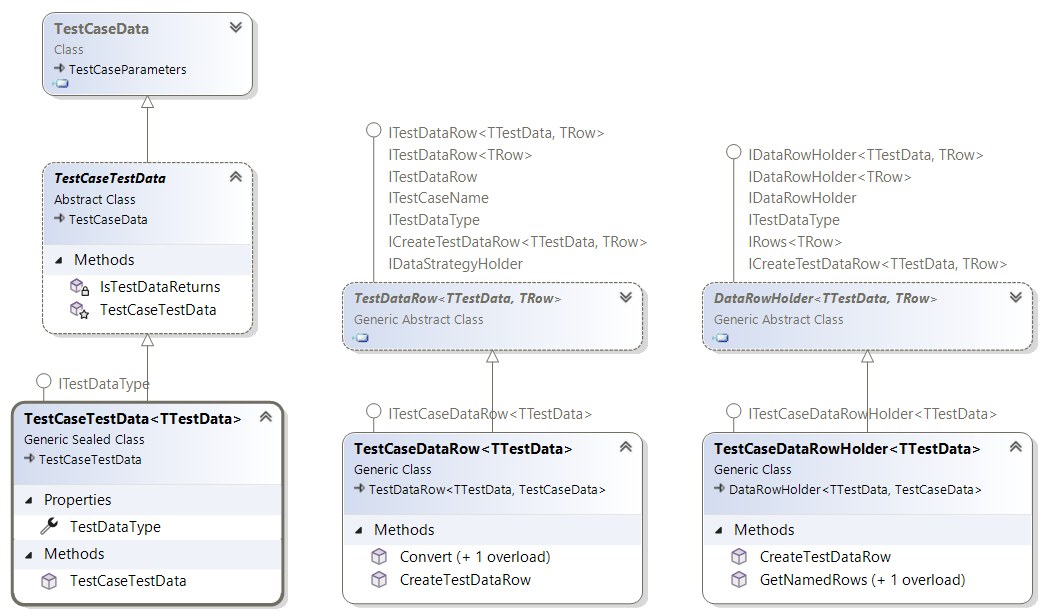 TestCaseData
Class
TestCaseParameters
TestCaseTestData
Abstract Class
TestCaseData
Methods
IsTestDataReturns
TestCaseTestData
ITestDataType
TestCaseTestData<TTestData>
Generic Sealed Class
TestCaseTestData
Properties
TestDataType
Methods
TestCaseTestData
ITestDataRow<TTestData, TRow>
ITestDataRow<TRow>
ITestDataRow
ITestCaseName
ITestDataType
ICreateTestDataRow<TTestData, TRow>
IDataStrategyHolder
TestDataRow<TTestData, TRow>
Generic Abstract Class
ITestCaseDataRow<TTestData>
TestCaseDataRow<TTestData>
Generic Class
TestDataRow<TTestData, TestCaseData>
Methods
Convert (+ 1 overload)
CreateTestDataRow
IDataRowHolder<TTestData, TRow>
IDataRowHolder<TRow>
IDataRowHolder
ITestDataType
IRows<TRow>
ICreateTestDataRow<TTestData, TRow>
DataRowHolder<TTestData, TRow>
Generic Abstract Class
ITestCaseDataRowHolder<TTestData>
TestCaseDataRowHolder<TTestData>
Generic Class
DataRowHolder<TTestData, TestCaseData>
Methods
CreateTestDataRow
GetNamedRows (+ 1 overload)